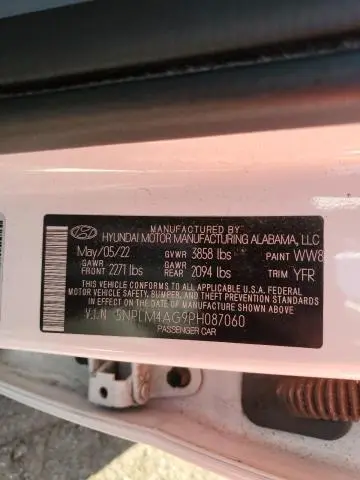 MANUFACTURED BY
HYUNDAI MOTOR MANUFACTURING ALABAMA, LLC
May/05/22 GVWR 3858 lbs PAINT WW8
GAWR FRONT 2271 lbs GAWR REAR 2094 lbs TRIM YFR
THIS VEHICLE CONFORMS TO ALL APPLICABLE U.S.A. FEDERAL
MOTOR VEHICLE SAFETY, BUMPER, AND THEFT PREVENTION
STANDARDS IN EFFECT ON THE DATE OF MANUFACTURE SHOWN ABOVE.
V.I.N 5NPLM4AG9PH087060
PASSENGER CAR